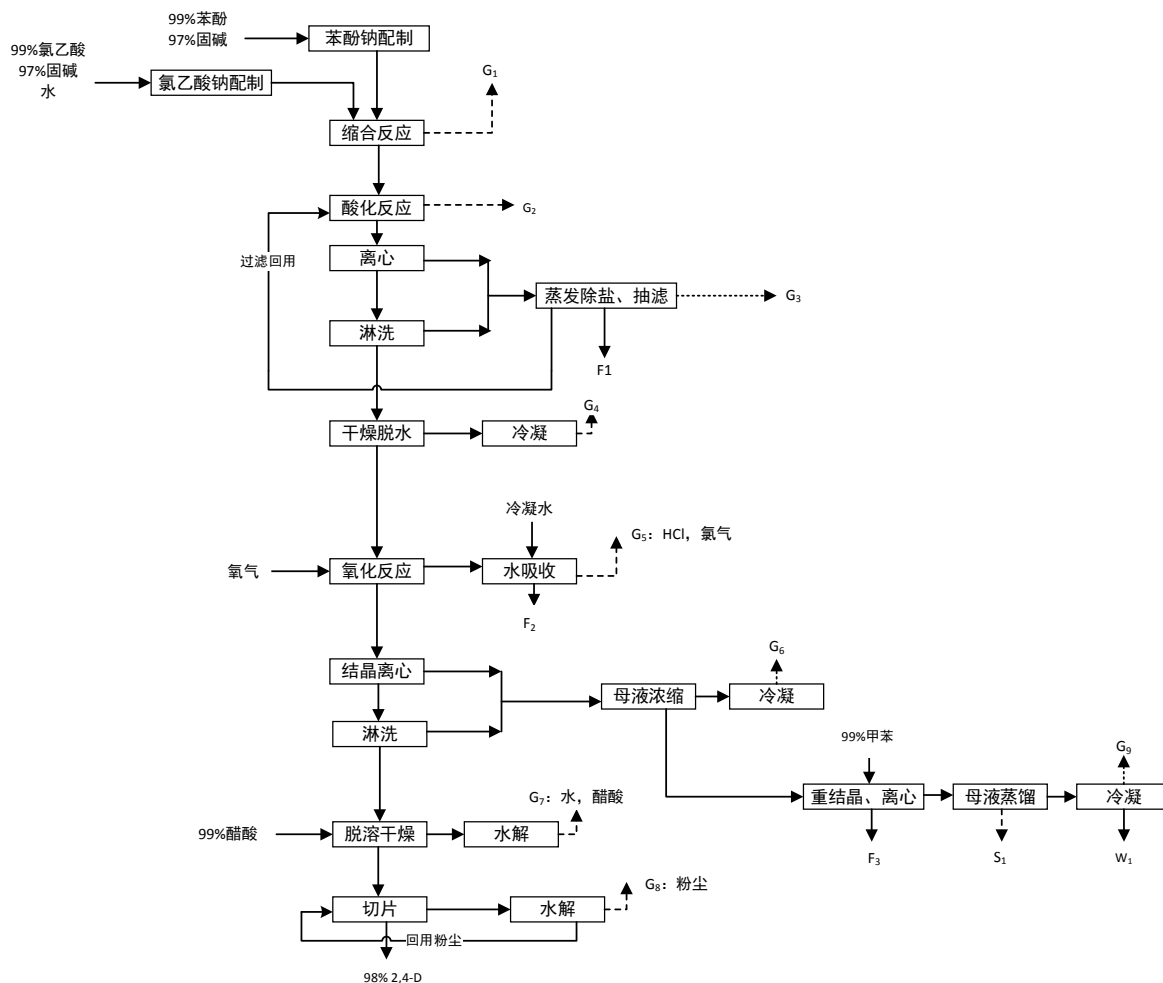 99%苯酚
97%固碱
苯酚钠配制
99%氯乙酸
97%固碱
水
氯乙酸钠配制
G₁
缩合反应
酸化反应
G₂
离心
过滤回用
蒸发除盐、抽滤
G₃
淋洗
F1
G₄
干燥脱水
冷凝
冷凝水
G₅：HCl，氯气
氧气
氧化反应
水吸收
F₂
G₆
结晶离心
母液浓缩
冷凝
淋洗
99%甲苯
G₉
G₇：水，醋酸
重结晶、离心
母液蒸馏
冷凝
99%醋酸
脱溶干燥
水解
F₃
S₁
W₁
G₈：粉尘
切片
水解
回用粉尘
98% 2,4-D